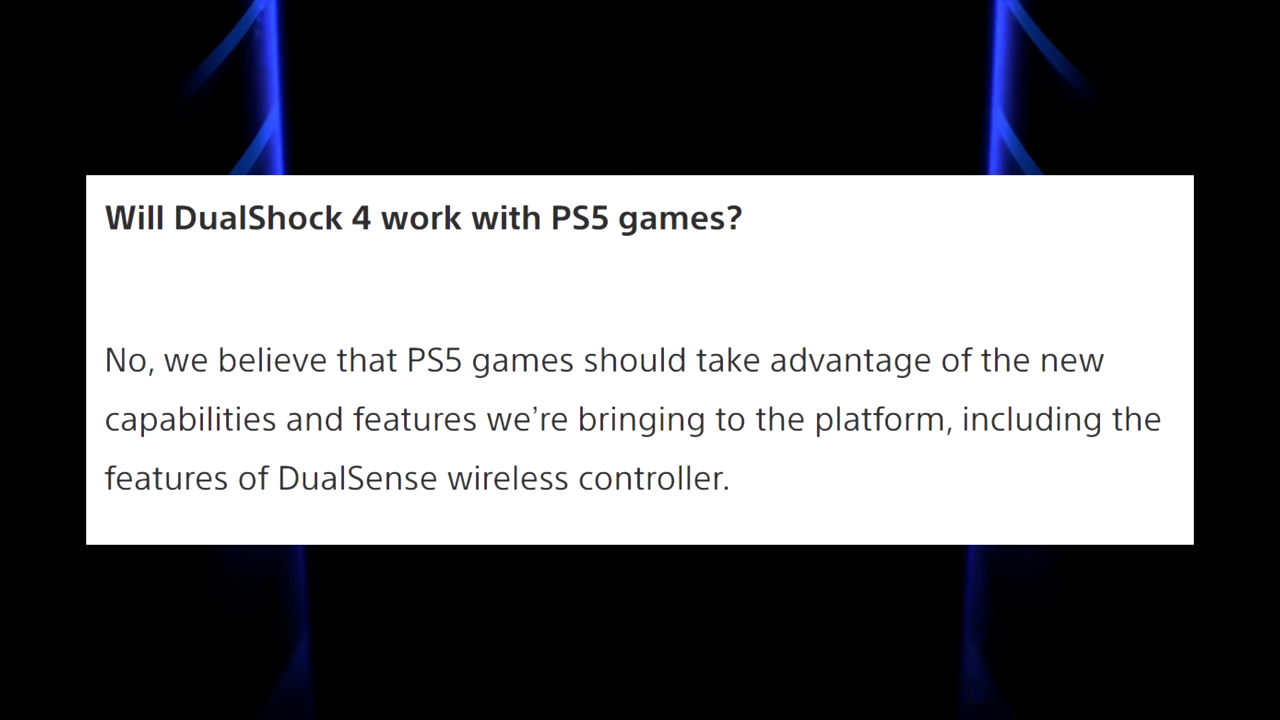 Will DualShock 4 work with PS5 games?
No, we believe that PS5 games should take advantage of the new
capabilities and features we’re bringing to the platform, including the
features of DualSense wireless controller.